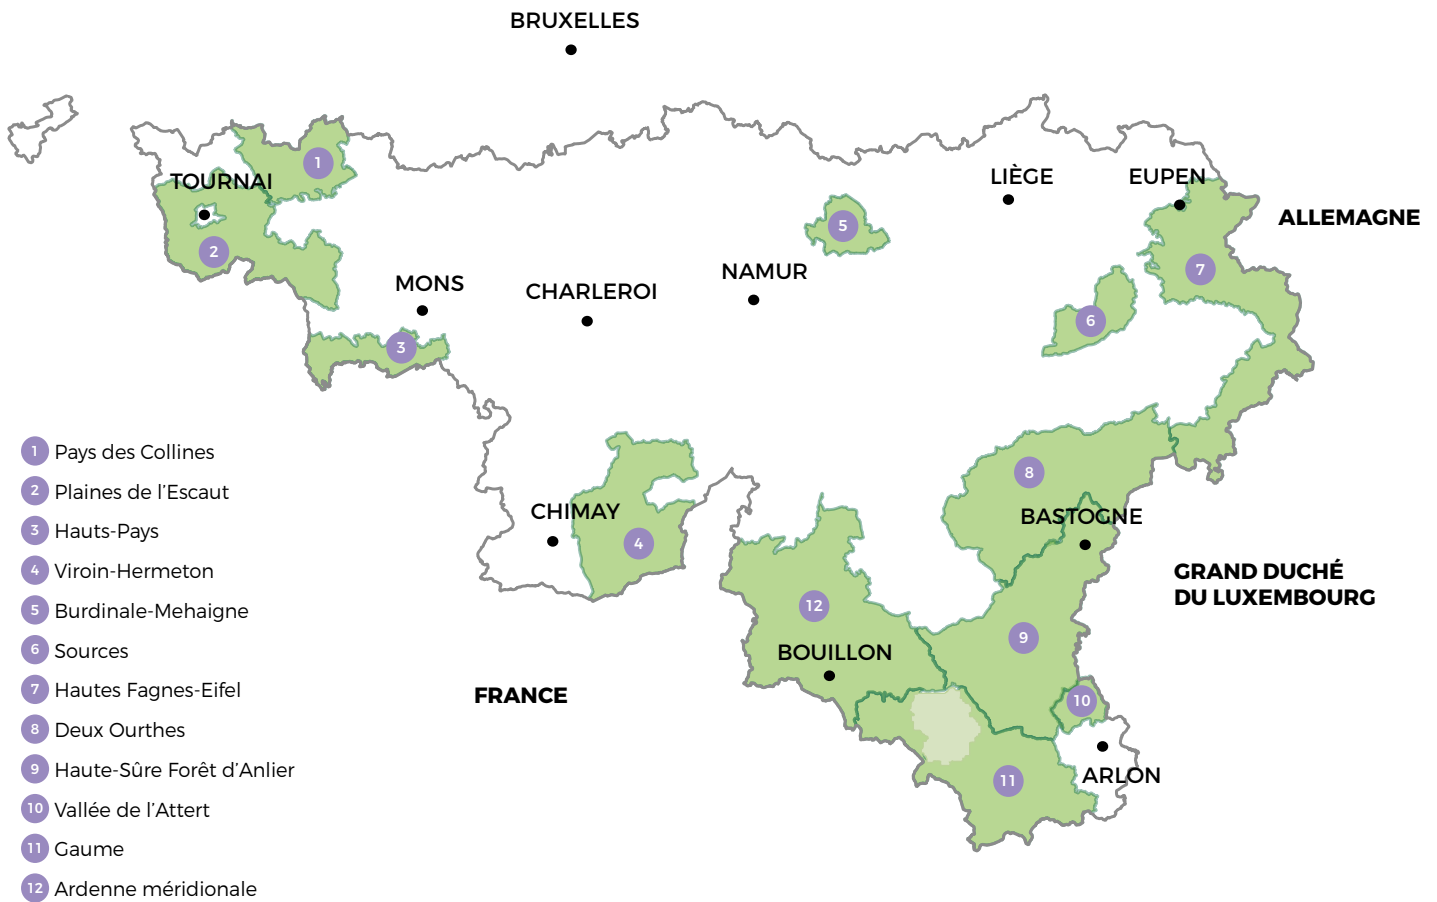 BRUXELLES
1
TOURNAI
LIÈGE
EUPEN
ALLEMAGNE
5
2
7
NAMUR
MONS
CHARLEROI
6
3
8
CHIMAY
BASTOGNE
4
GRAND DUCHÉ
DU LUXEMBOURG
12
9
BOUILLON
FRANCE
10
ARLON
11
1 Pays des Collines
2 Plaines de l’Escaut
3 Hauts-Pays
4 Viroin-Hermeton
5 Burdinale-Mehaigne
6 Sources
7 Hautes Fagnes-Eifel
8 Deux Ourthes
9 Haute-Sûre Forêt d’Anlier
10 Vallée de l’Attert
11 Gaume
12 Ardenne méridionale